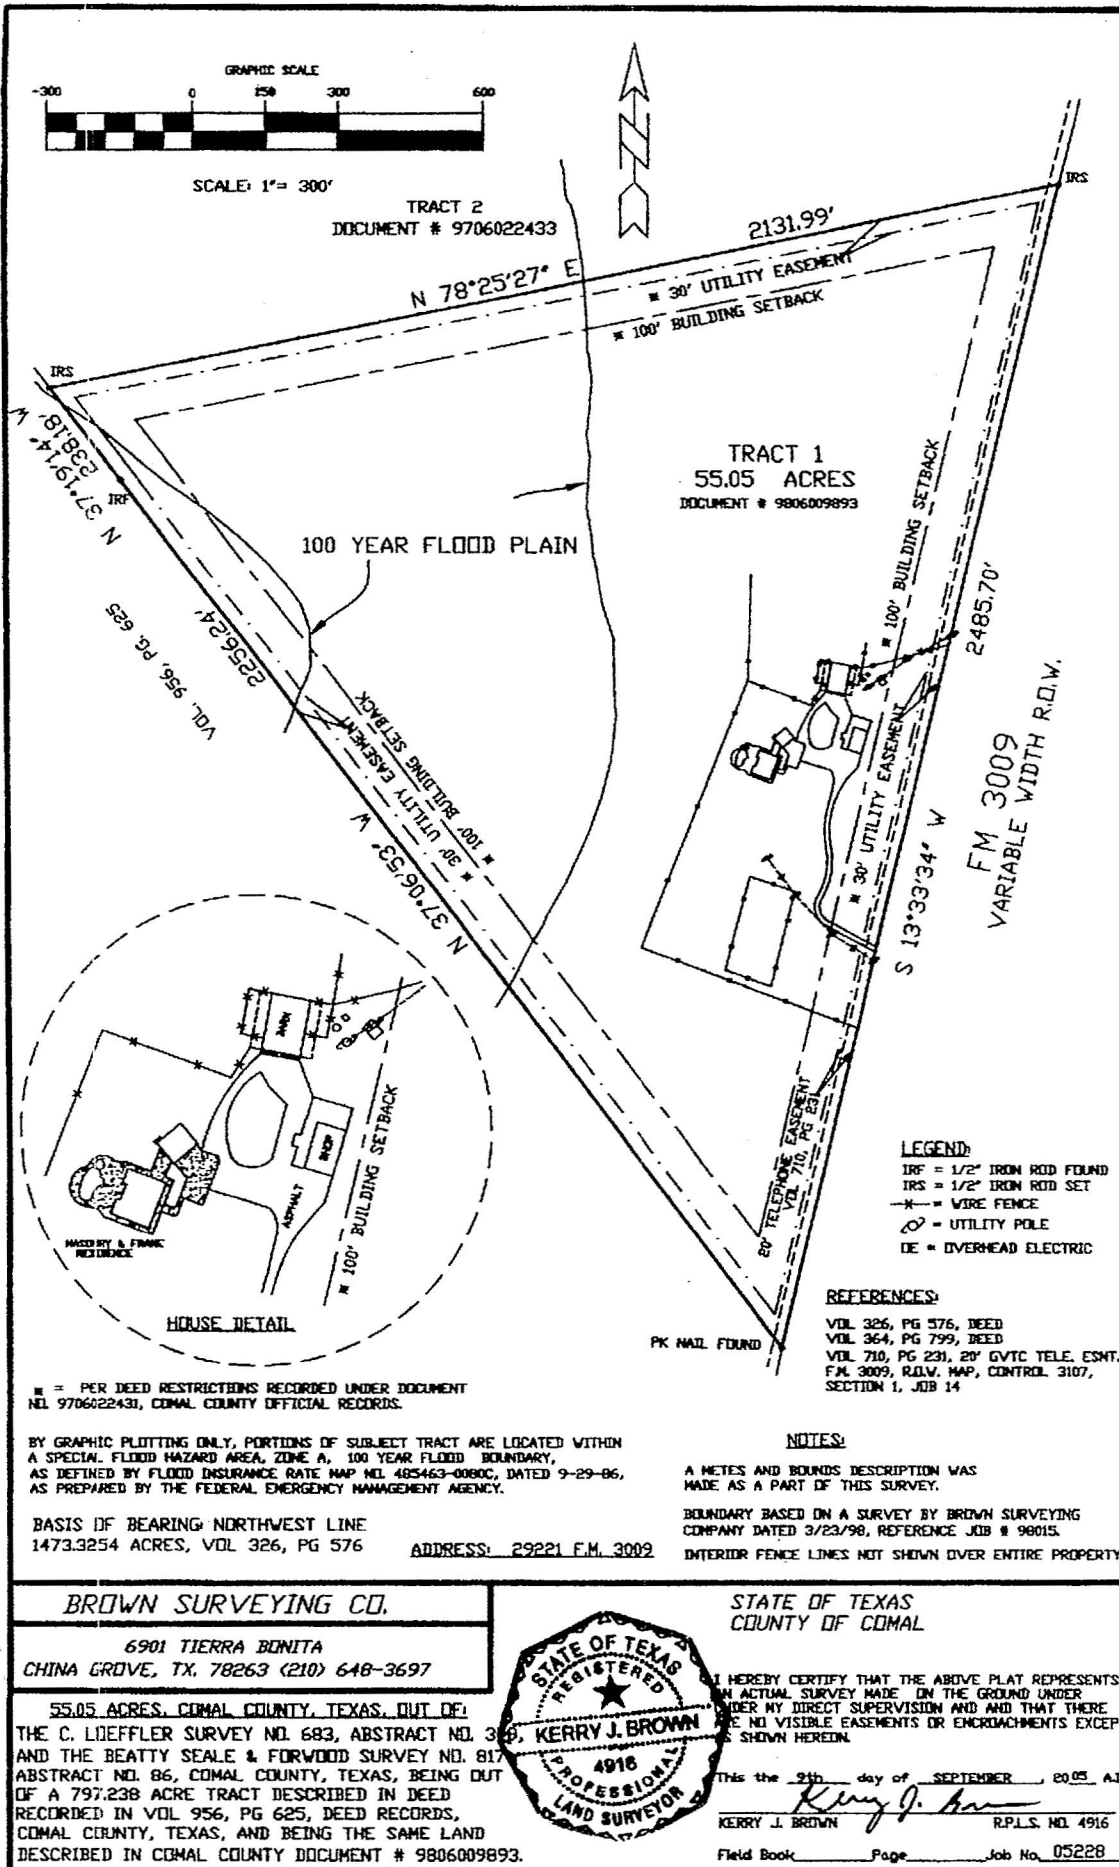 GRAPHIC SCALE
-300 0 150 300 600
SCALE: 1"= 300'
TRACT 2
DOCUMENT # 9706022433
N
IRS
2131.99'
N 78°25'27" E
* 30' UTILITY EASEMENT
* 100' BUILDING SETBACK
IRS
N 37°19'14" W
238.18'
IRF
TRACT 1
55.05 ACRES
DOCUMENT # 9806009893
100 YEAR FLOOD PLAIN
* 100' BUILDING SETBACK
2485.70'
VOL. 956, PG. 625
2256.24'
N 37°06'53" W
* 30' UTILITY EASEMENT
* 100' BUILDING SETBACK
* 30' UTILITY EASEMENT
S 13°33'34" W
FM 3009
VARIABLE WIDTH R.O.W.
20' TELEPHONE EASEMENT
VOL 710, PG 231
BARN
SHOP
ASPHALT
MASONRY & FRAME
RESIDENCE
* 100' BUILDING SETBACK
HOUSE DETAIL
PK NAIL FOUND
LEGEND:
IRF = 1/2" IRON ROD FOUND
IRS = 1/2" IRON ROD SET
= WIRE FENCE
= UTILITY POLE
OE = OVERHEAD ELECTRIC
REFERENCES:
VOL 326, PG 576, DEED
VOL 364, PG 799, DEED
VOL 710, PG 231, 20' GVTC TELE. ESMT.
F.M. 3009, R.O.W. MAP, CONTROL 3107,
SECTION 1, JOB 14
* = PER DEED RESTRICTIONS RECORDED UNDER DOCUMENT
NO. 9706022431, COMAL COUNTY OFFICIAL RECORDS.
BY GRAPHIC PLOTTING ONLY, PORTIONS OF SUBJECT TRACT ARE LOCATED WITHIN
A SPECIAL FLOOD HAZARD AREA, ZONE A, 100 YEAR FLOOD BOUNDARY,
AS DEFINED BY FLOOD INSURANCE RATE MAP NO. 485463-0080C, DATED 9-29-86,
AS PREPARED BY THE FEDERAL EMERGENCY MANAGEMENT AGENCY.
BASIS OF BEARING: NORTHWEST LINE
1473.3254 ACRES, VOL 326, PG 576
ADDRESS: 29221 F.M. 3009
NOTES:
A METES AND BOUNDS DESCRIPTION WAS
MADE AS A PART OF THIS SURVEY.
BOUNDARY BASED ON A SURVEY BY BROWN SURVEYING
COMPANY DATED 3/23/98, REFERENCE JOB # 98015.
INTERIOR FENCE LINES NOT SHOWN OVER ENTIRE PROPERTY
BROWN SURVEYING CO.
6901 TIERRA BONITA
CHINA GROVE, TX. 78263 (210) 648-3697
55.05 ACRES, COMAL COUNTY, TEXAS, OUT OF:
THE C. LOEFFLER SURVEY NO. 683, ABSTRACT NO.
AND THE BEATTY SEALE & FORWOOD SURVEY NO. 817
ABSTRACT NO. 86, COMAL COUNTY, TEXAS, BEING OUT
OF A 797.238 ACRE TRACT DESCRIBED IN DEED
RECORDED IN VOL 956, PG 625, DEED RECORDS,
COMAL COUNTY, TEXAS, AND BEING THE SAME LAND
DESCRIBED IN COMAL COUNTY DOCUMENT # 9806009893.
STATE OF TEXAS
REGISTERED
KERRY J. BROWN
4916
PROFESSIONAL
LAND SURVEYOR
STATE OF TEXAS
COUNTY OF COMAL
I HEREBY CERTIFY THAT THE ABOVE PLAT REPRESENTS
AN ACTUAL SURVEY MADE ON THE GROUND UNDER
UNDER MY DIRECT SUPERVISION AND AND THAT THERE
ARE NO VISIBLE EASEMENTS OR ENCROACHMENTS EXCEP
AS SHOWN HEREON.
This the 9th day of SEPTEMBER, 2005 A.D
Kerry J. Brown
KERRY J. BROWN R.P.L.S. NO. 4916
Field Book Page Job No. 05228